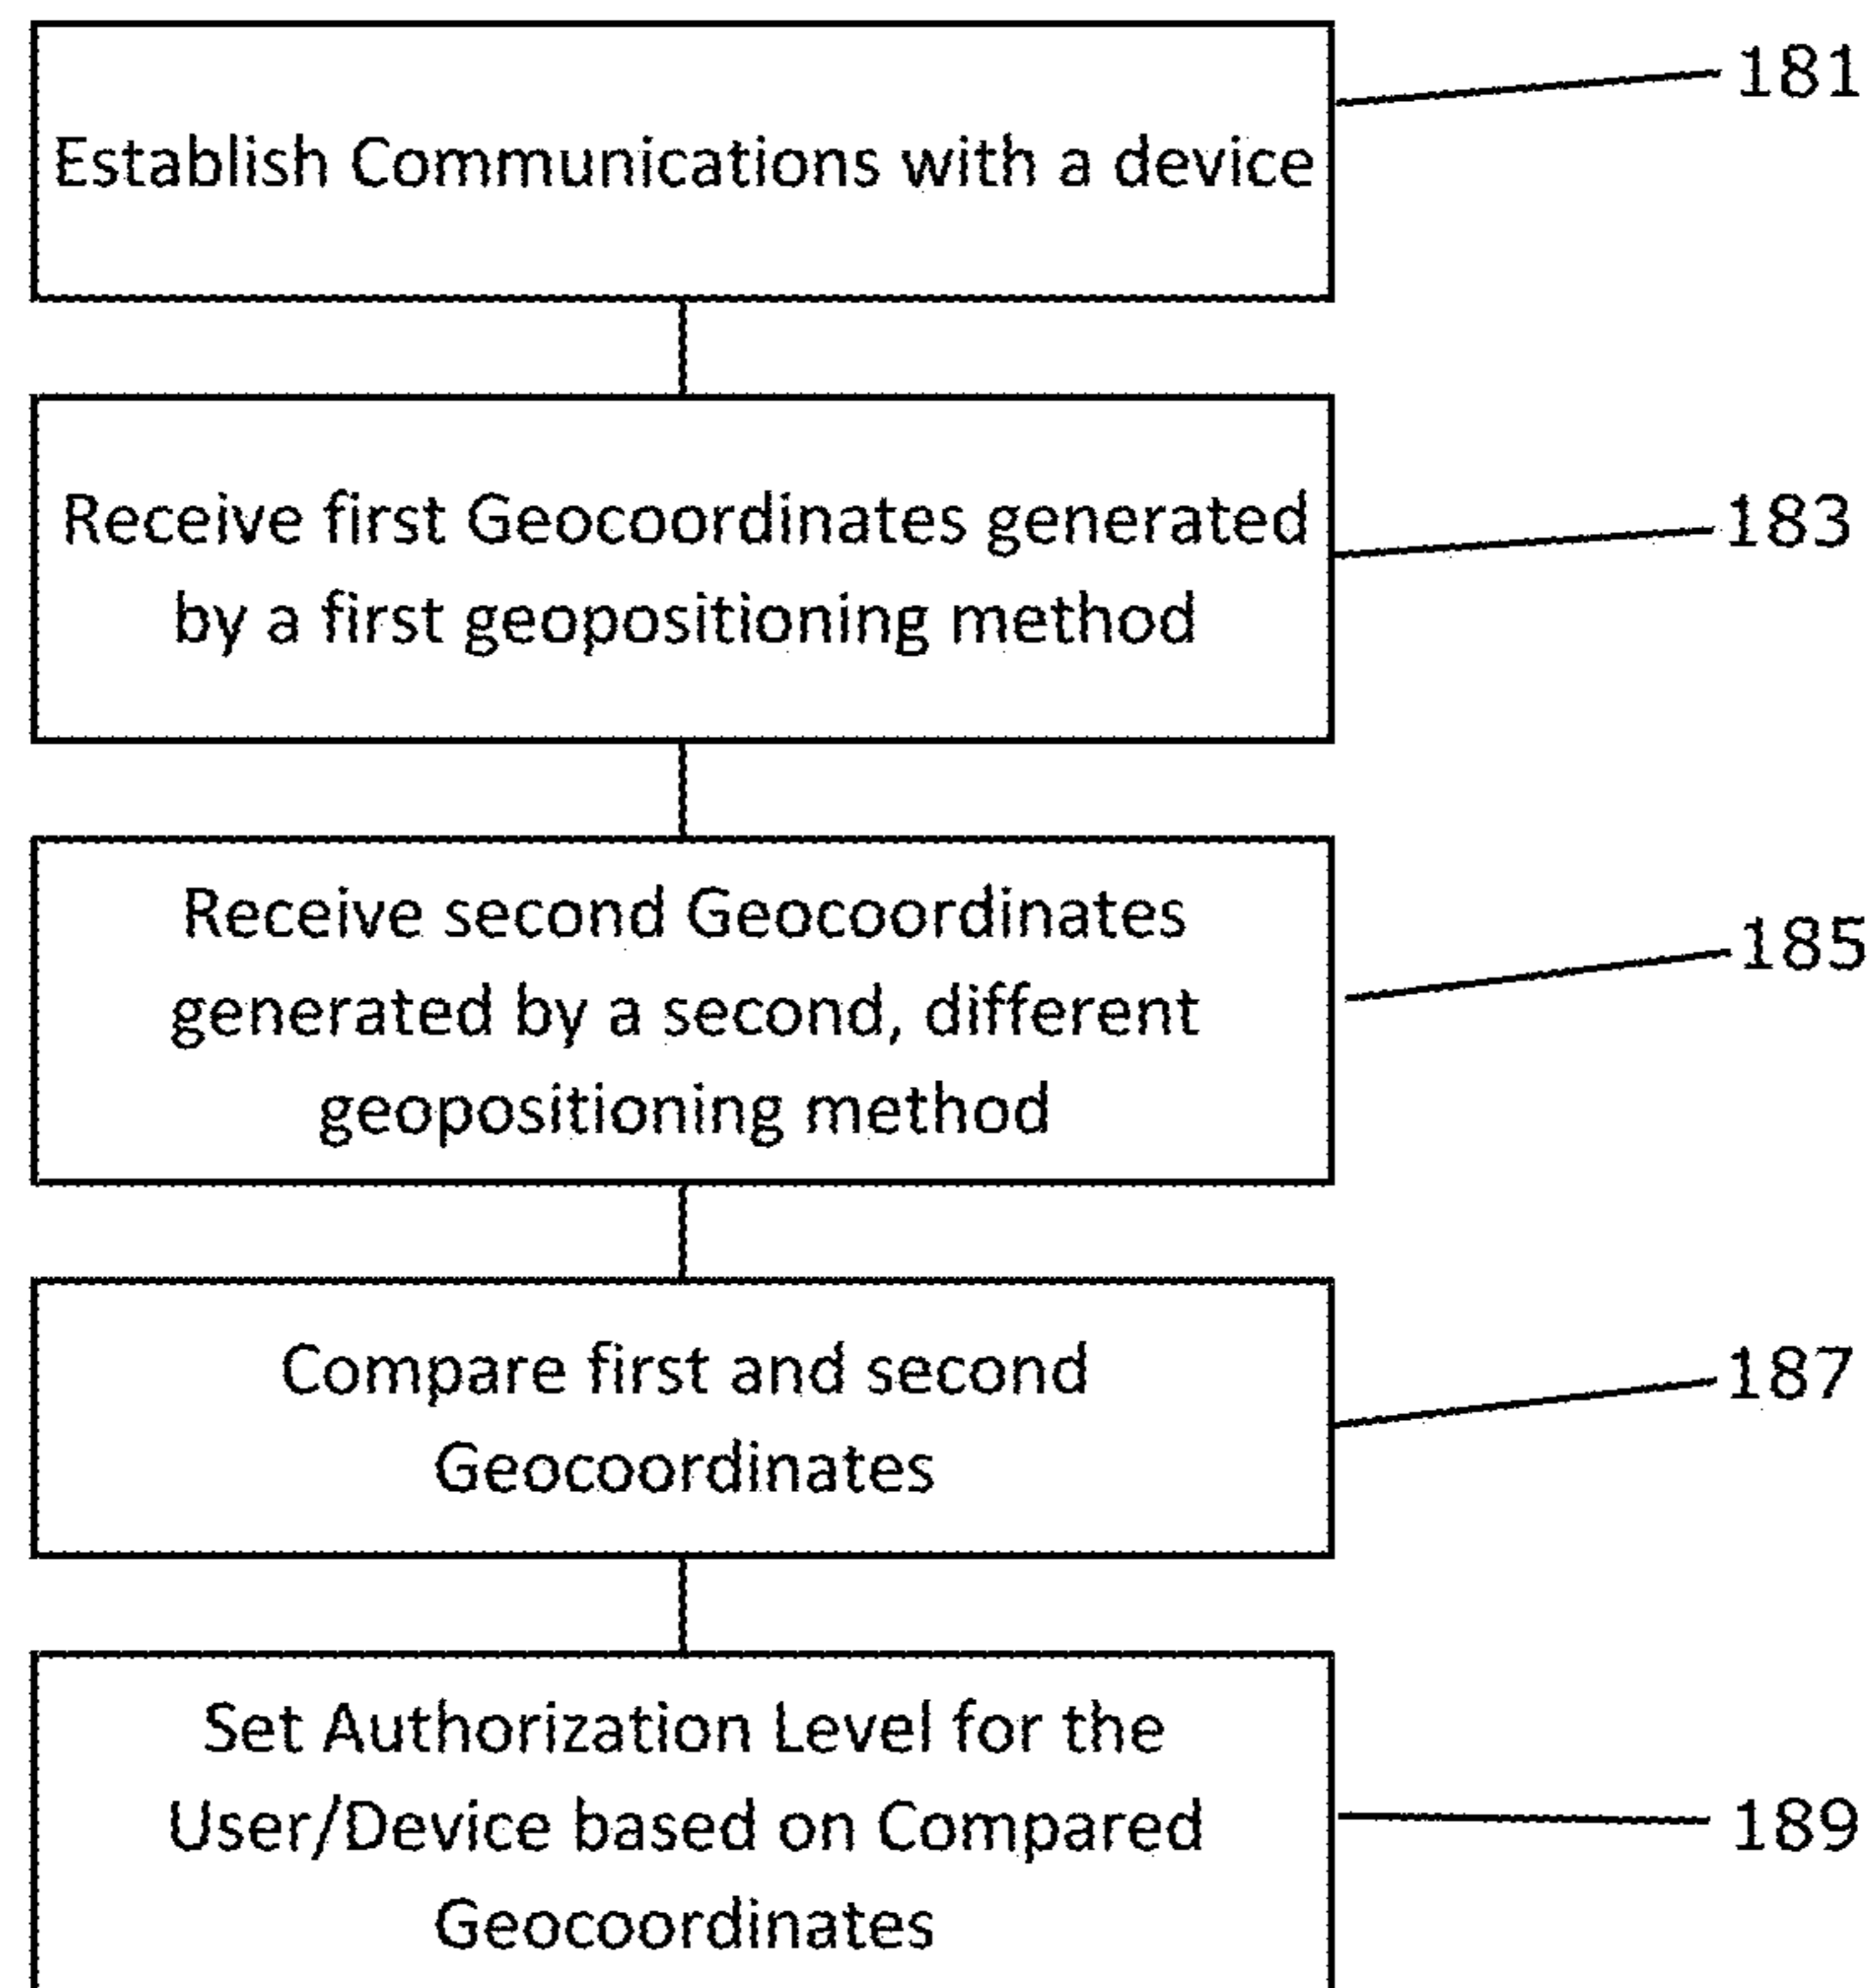 Establish Communications with a device
181
Receive first Geocoordinates generated
by a first geopositioning method
183
Receive second Geocoordinates
generated by a second, different
geopositioning method
185
Compare first and second
Geocoordinates
187
Set Authorization Level for the
User/Device based on Compared
Geocoordinates
189